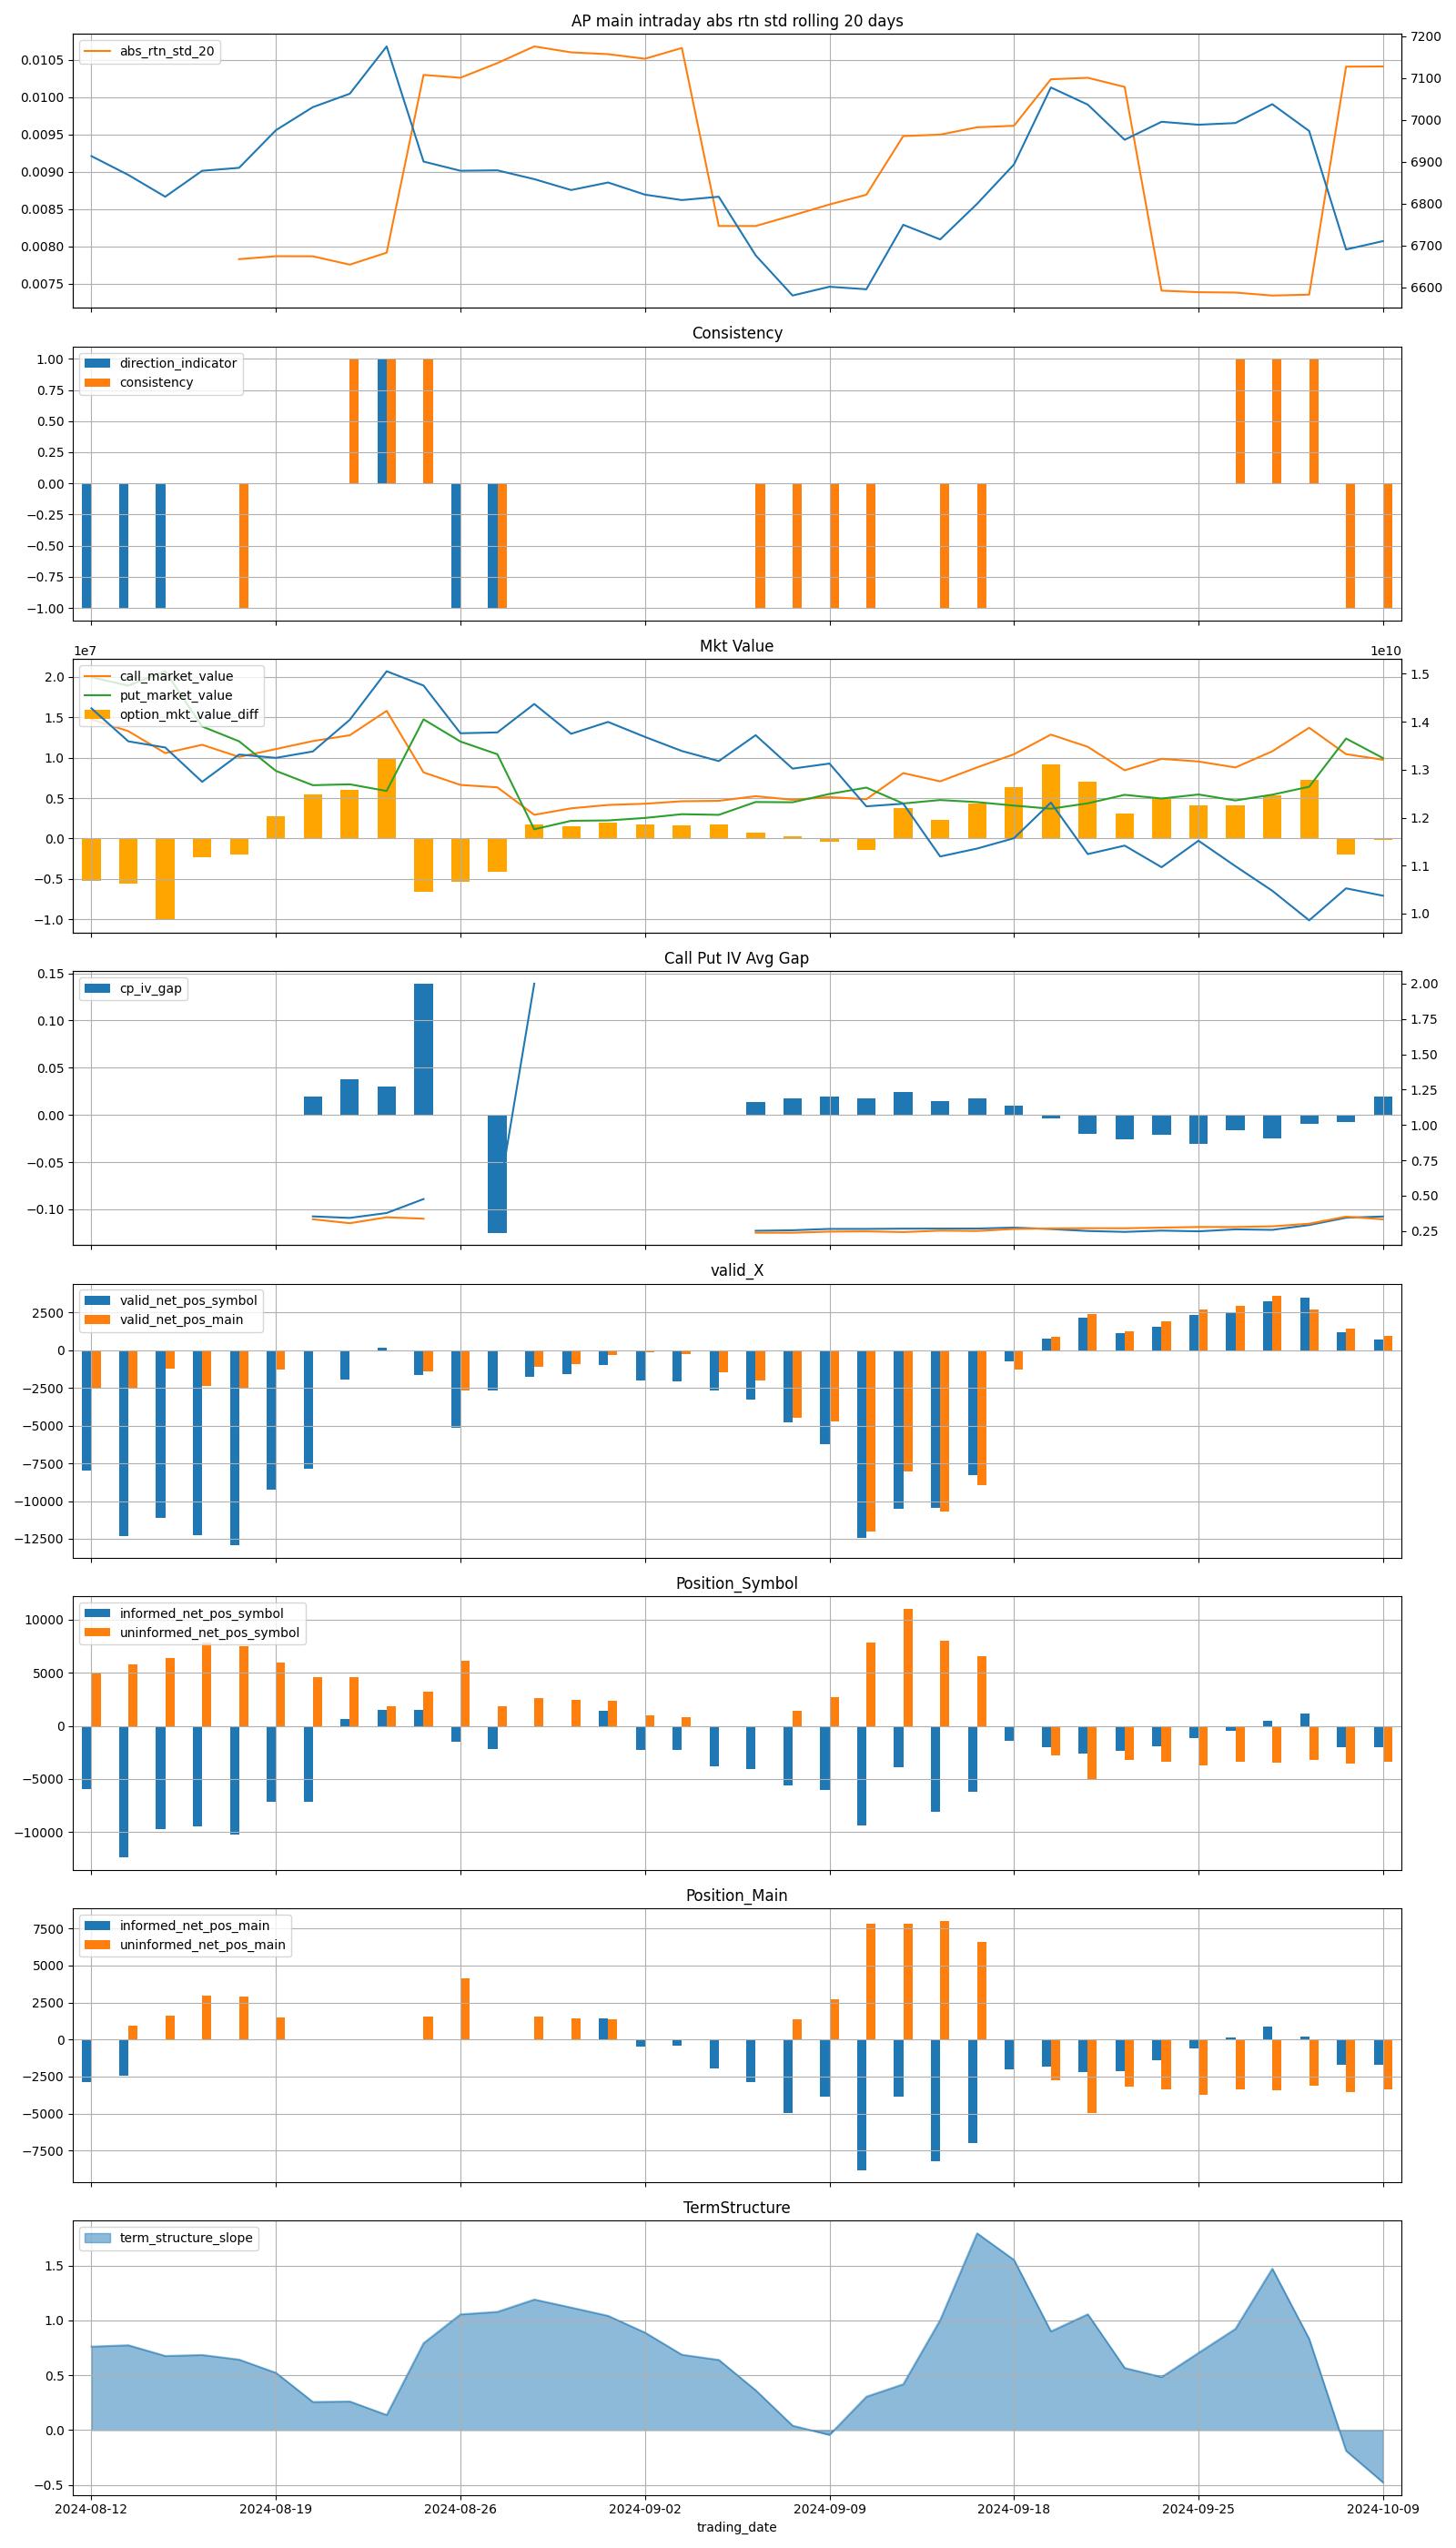 AP main intraday abs rtn std rolling 20 days
abs_rtn_std_20
0.0105
0.0100
0.0095
0.0090
0.0085
0.0080
0.0075
7200
7100
7000
6900
6800
6700
6600
Consistency
direction_indicator
consistency
1.00
0.75
0.50
0.25
0.00
−0.25
−0.50
−0.75
−1.00
Mkt Value
1e7
1e10
call_market_value
put_market_value
option_mkt_value_diff
2.0
1.5
1.0
0.5
0.0
−0.5
−1.0
1.5
1.4
1.3
1.2
1.1
1.0
Call Put IV Avg Gap
cp_iv_gap
0.15
0.10
0.05
0.00
−0.05
−0.10
2.00
1.75
1.50
1.25
1.00
0.75
0.50
0.25
valid_X
valid_net_pos_symbol
valid_net_pos_main
2500
0
−2500
−5000
−7500
−10000
−12500
Position_Symbol
informed_net_pos_symbol
uninformed_net_pos_symbol
10000
5000
0
−5000
−10000
Position_Main
informed_net_pos_main
uninformed_net_pos_main
7500
5000
2500
0
−2500
−5000
−7500
TermStructure
term_structure_slope
1.5
1.0
0.5
0.0
−0.5
2024-08-12 2024-08-19 2024-08-26 2024-09-02 2024-09-09 2024-09-18 2024-09-25 2024-10-09
trading_date